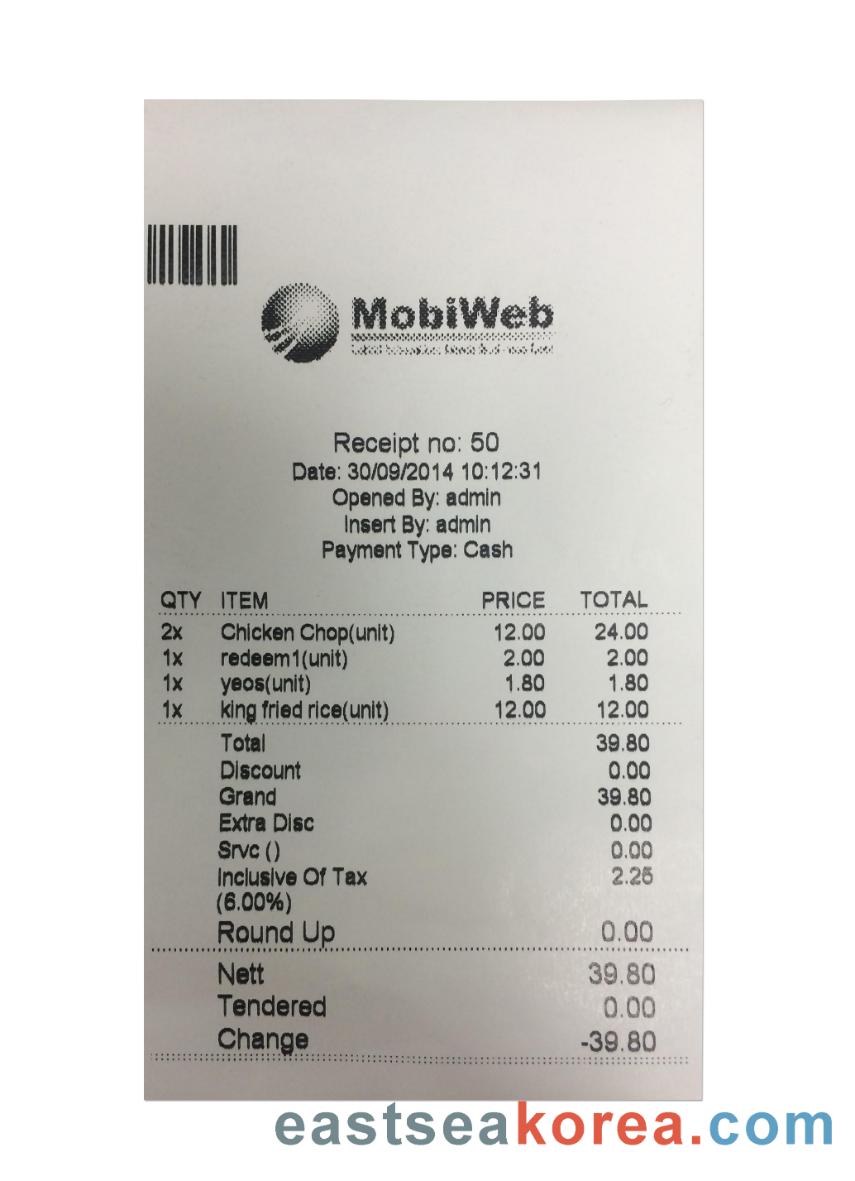 MobiWeb
Receipt no: 50
Date: 30/09/2014 10:12:31
Opened By: admin
Insert By: admin
Payment Type: Cash
QTY ITEM PRICE TOTAL
2x Chicken Chop(unit) 12.00 24.00
1x redeem1(unit) 2.00 2.00
1x yeos(unit) 1.80 1.80
1x king fried rice(unit) 12.00 12.00
Total 39.80
Discount 0.00
Grand 39.80
Extra Disc 0.00
Srvc () 0.00
Inclusive Of Tax 2.25
(6.00%)
Round Up 0.00
Nett 39.80
Tendered 0.00
Change -39.80
eastseakorea.com